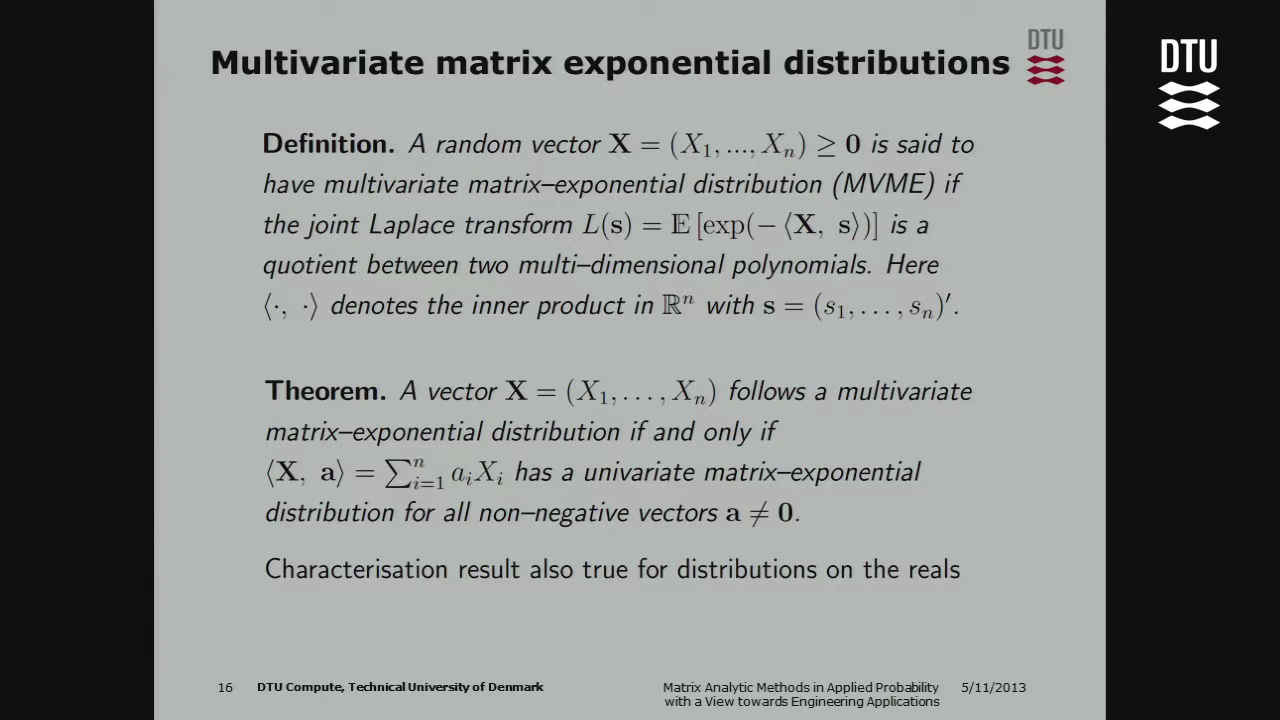 Multivariate matrix exponential distributions
DTU
DTU
Definition. A random vector X = (X₁, ..., Xₙ) ≥ 0 is said to
have multivariate matrix–exponential distribution (MVME) if
the joint Laplace transform L(s) = 𝔼 [exp(− ⟨X, s⟩)] is a
quotient between two multi–dimensional polynomials. Here
⟨·, ·⟩ denotes the inner product in ℝⁿ with s = (s₁, . . . , sₙ)′.
Theorem. A vector X = (X₁, . . . , Xₙ) follows a multivariate
matrix–exponential distribution if and only if
⟨X, a⟩ = ∑ⁿᵢ₌₁ aᵢXᵢ has a univariate matrix–exponential
distribution for all non–negative vectors a ≠ 0.
Characterisation result also true for distributions on the reals
16 DTU Compute, Technical University of Denmark
Matrix Analytic Methods in Applied Probability 5/11/2013
with a View towards Engineering Applications